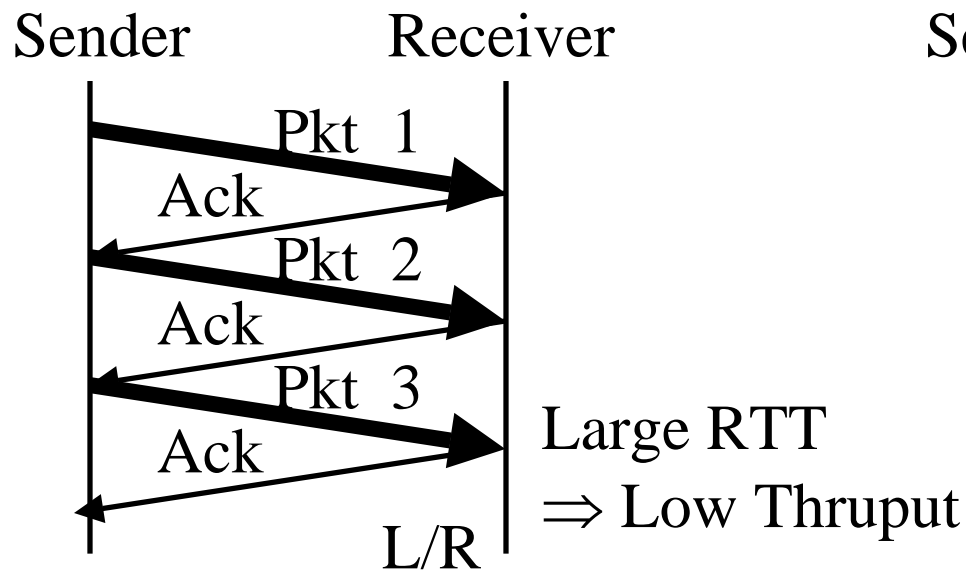 Sender Receiver
Pkt 1
Ack
Pkt 2
Ack
Pkt 3
Ack
Large RTT
⇒ Low Thruput
L/R